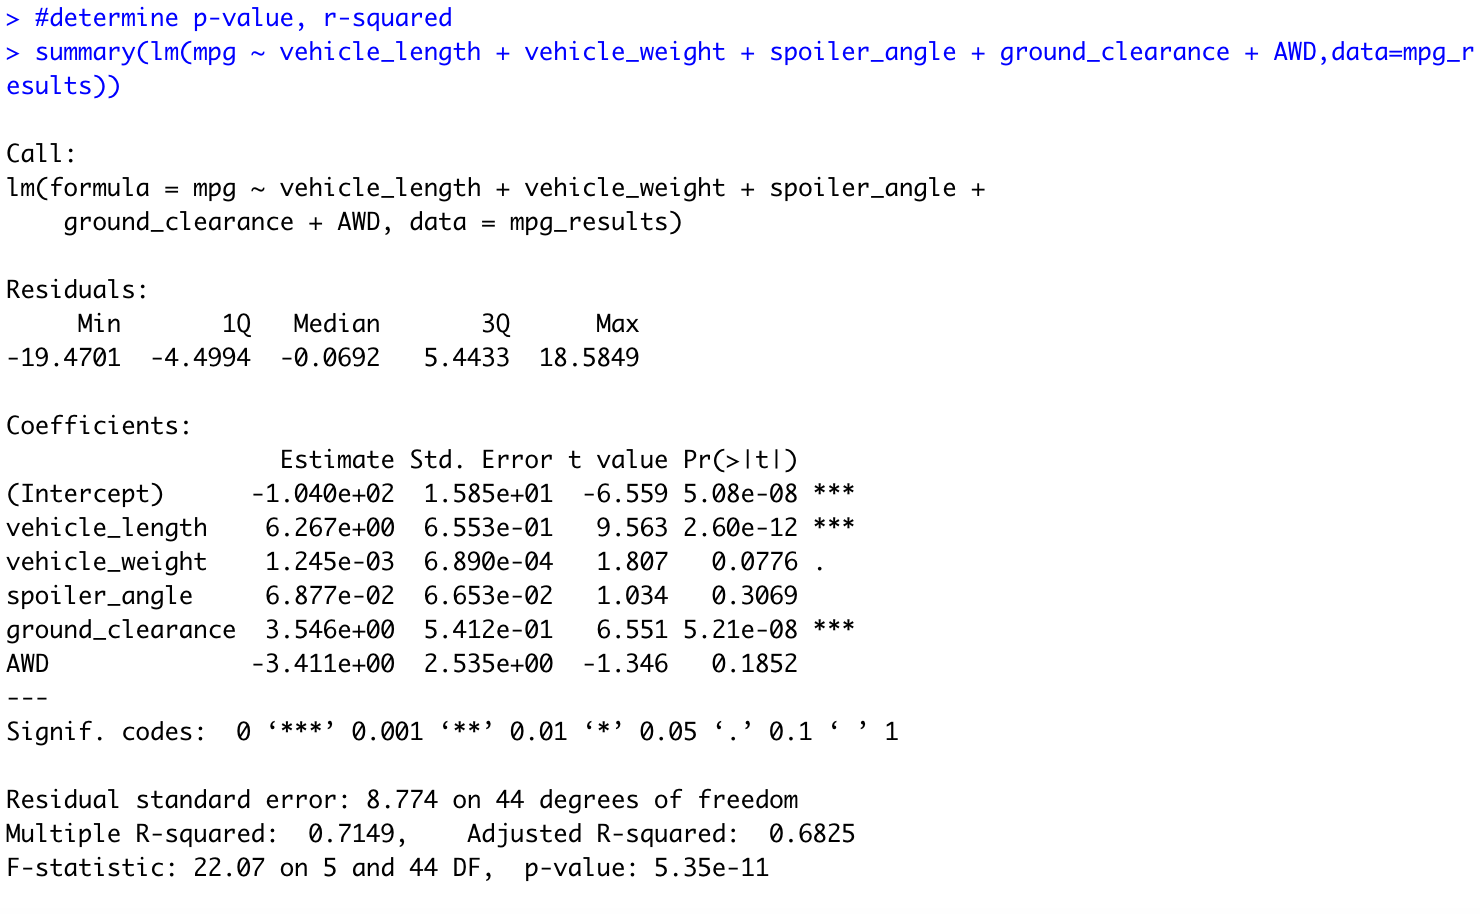 > #determine p-value, r-squared
> summary(lm(mpg ~ vehicle_length + vehicle_weight + spoiler_angle + ground_clearance + AWD,data=mpg_r
esults))
Call:
lm(formula = mpg ~ vehicle_length + vehicle_weight + spoiler_angle +
    ground_clearance + AWD, data = mpg_results)
Residuals:
     Min       1Q   Median       3Q      Max
-19.4701  -4.4994  -0.0692   5.4433  18.5849
Coefficients:
                   Estimate Std. Error t value Pr(>|t|)
(Intercept)      -1.040e+02  1.585e+01  -6.559 5.08e-08 ***
vehicle_length    6.267e+00  6.553e-01   9.563 2.60e-12 ***
vehicle_weight    1.245e-03  6.890e-04   1.807   0.0776 .
spoiler_angle     6.877e-02  6.653e-02   1.034   0.3069
ground_clearance  3.546e+00  5.412e-01   6.551 5.21e-08 ***
AWD              -3.411e+00  2.535e+00  -1.346   0.1852
---
Signif. codes:  0 ‘***’ 0.001 ‘**’ 0.01 ‘*’ 0.05 ‘.’ 0.1 ‘ ’ 1
Residual standard error: 8.774 on 44 degrees of freedom
Multiple R-squared:  0.7149,    Adjusted R-squared:  0.6825
F-statistic: 22.07 on 5 and 44 DF,  p-value: 5.35e-11